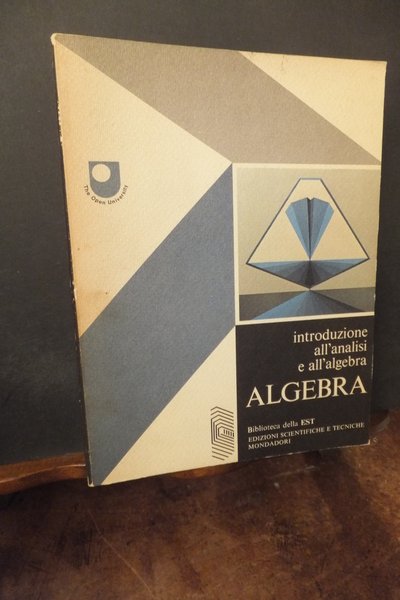 The Open University
introduzione
all'analisi
e all'algebra
ALGEBRA
Biblioteca della EST
EDIZIONI SCIENTIFICHE E TECNICHE
MONDADORI